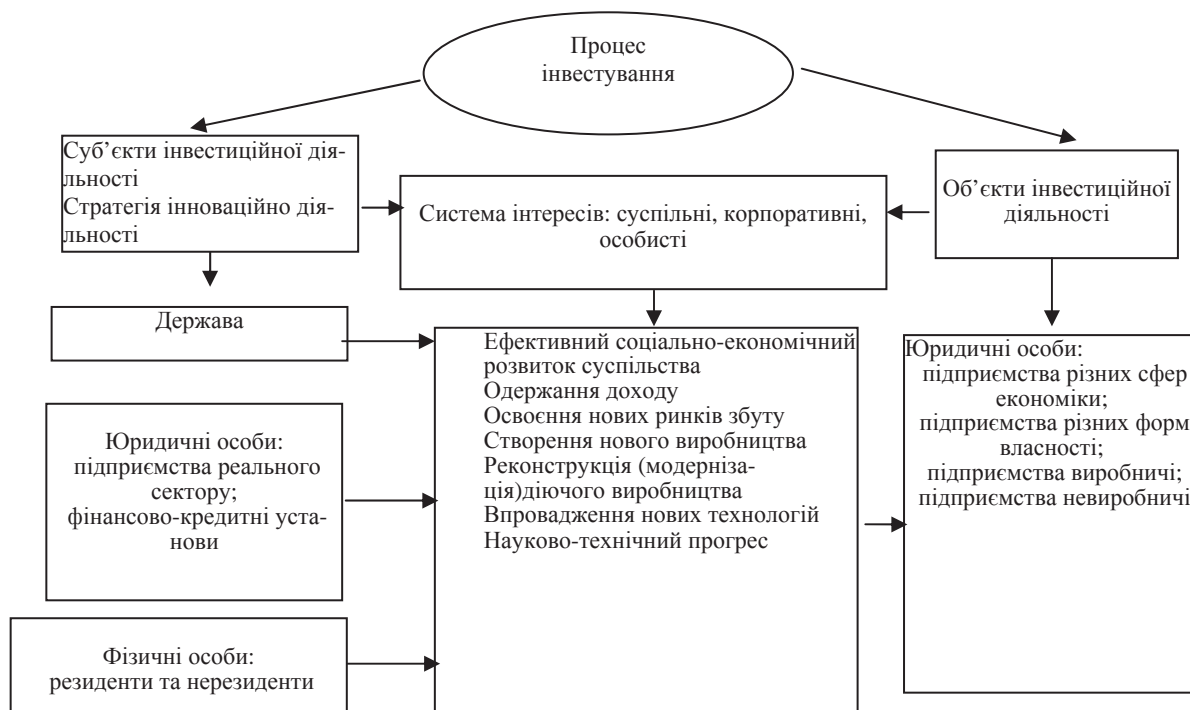 Процес
інвестування
Суб’єкти інвестиційної дія-
льності
Стратегія інноваційно дія-
льності
Система інтересів: суспільні, корпоративні,
особисті
Об’єкти інвестиційної
діяльності
Держава
Юридичні особи:
підприємства реального
сектору;
фінансово-кредитні уста-
нови
Фізичні особи:
резиденти та нерезиденти
Ефективний соціально-економічний
розвиток суспільства
Одержання доходу
Освоєння нових ринків збуту
Створення нового виробництва
Реконструкція (модерніза-
ція)діючого виробництва
Впровадження нових технологій
Науково-технічний прогрес
Юридичні особи:
підприємства різних сфер
економіки;
підприємства різних форм
власності;
підприємства виробничі;
підприємства невиробничі